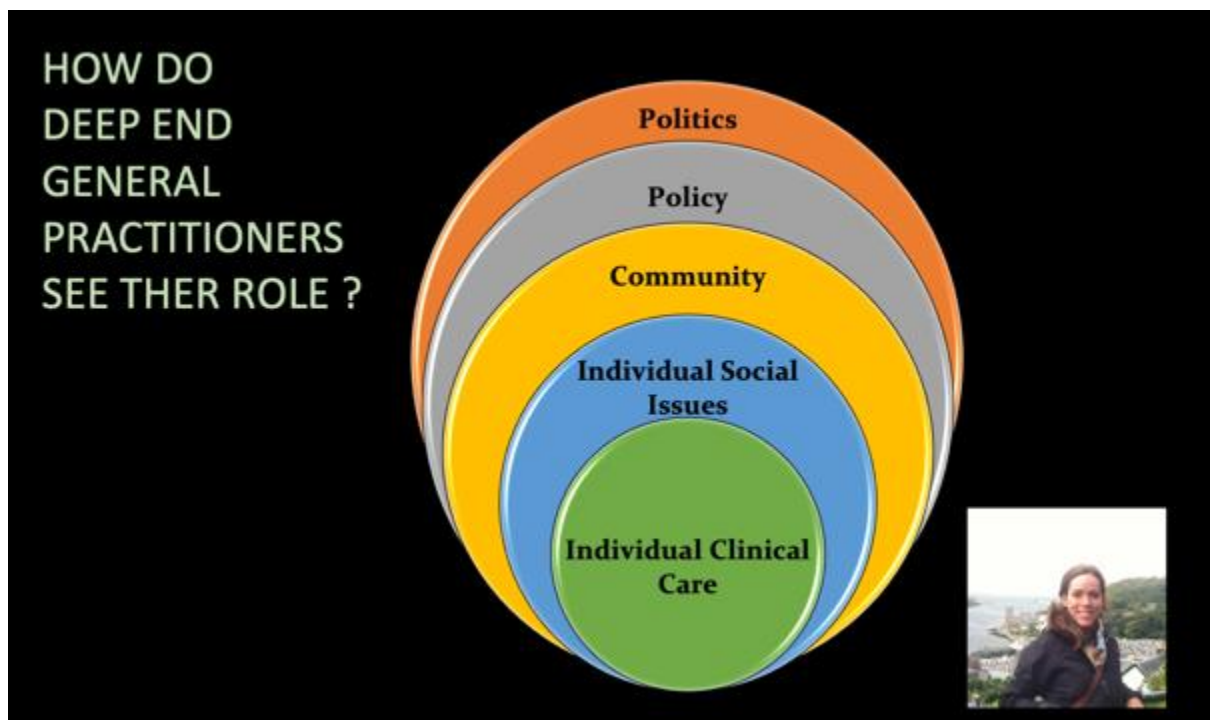 HOW DO
DEEP END
GENERAL
PRACTITIONERS
SEE THER ROLE ?
Politics
Policy
Community
Individual Social
Issues
Individual Clinical
Care